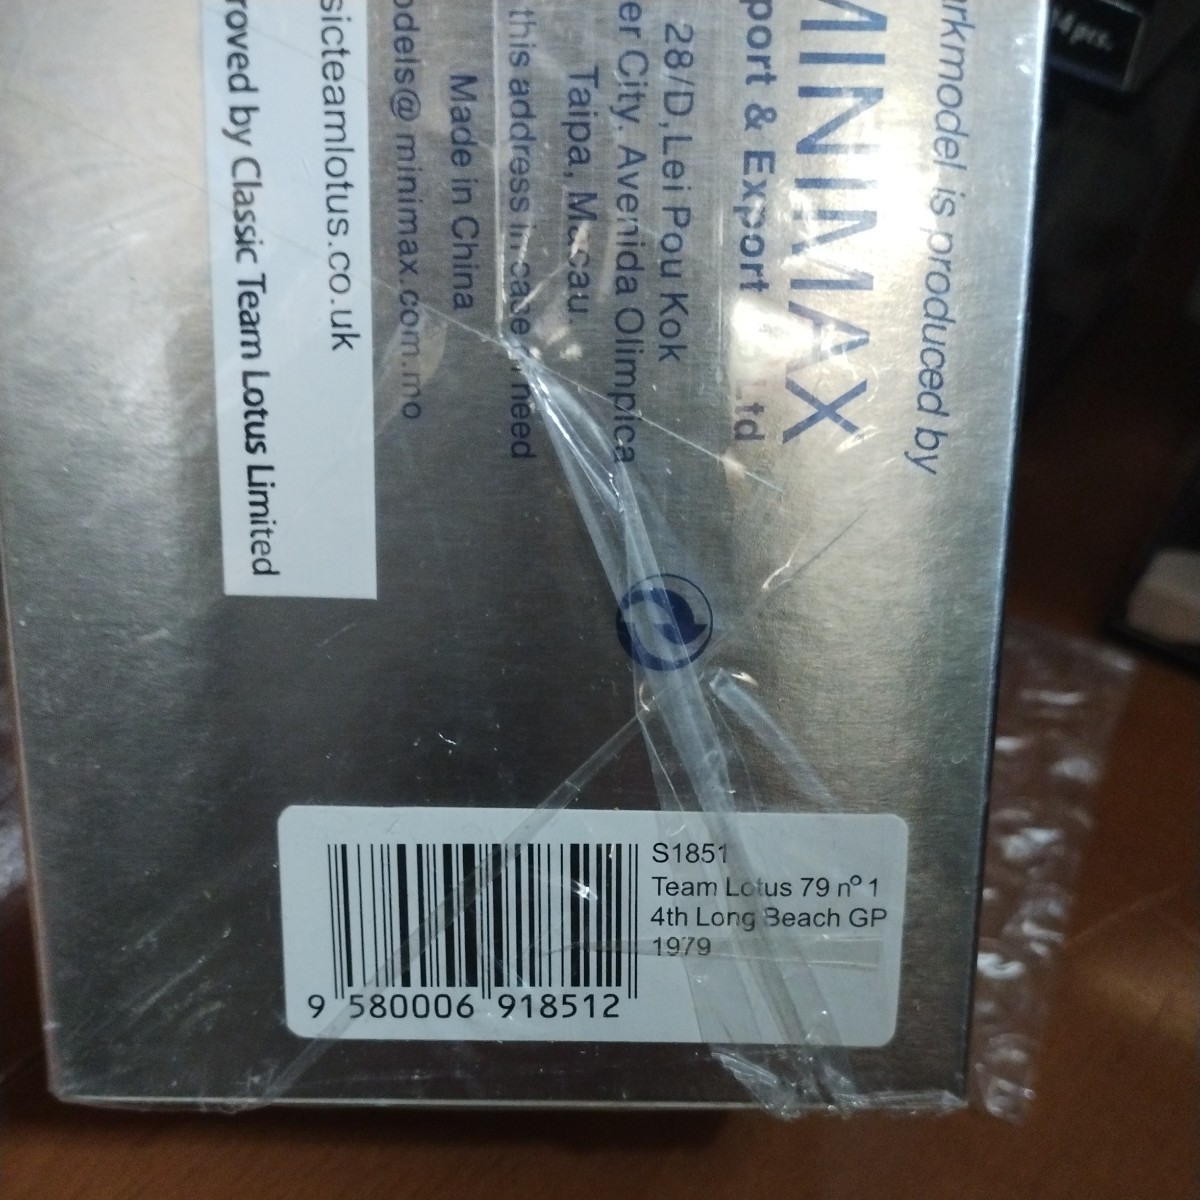 arkmodel is produced by
MINIMAX
port & Export Ltd
28/D, Lei Pou Kok
er City, Avenida Olimpica
Taipa, Macau
this address in case need
Made in China
odels@ minimax.com.mo
sicteamlotus.co.uk
roved by Classic Team Lotus Limited
S1851
Team Lotus 79 nº 1
4th Long Beach GP
1979
9 580006 918512